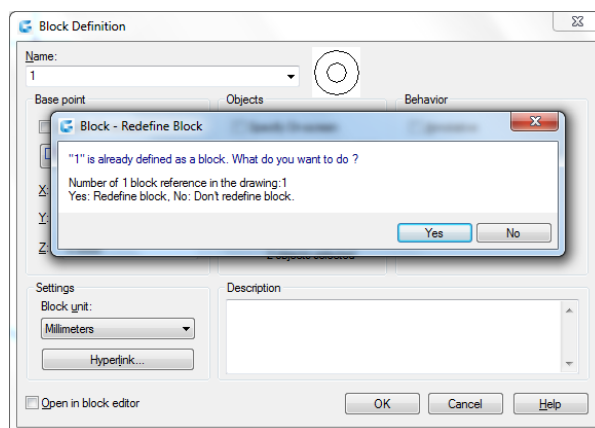 Block Definition
Name:
1
Base point
Objects
Behavior
Block - Redefine Block
"1" is already defined as a block. What do you want to do ?
Number of 1 block reference in the drawing:1
Yes: Redefine block, No: Don't redefine block.
X:
Y:
Z:
Yes
No
Settings
Block unit:
Millimeters
Hyperlink...
Description
Open in block editor
OK
Cancel
Help